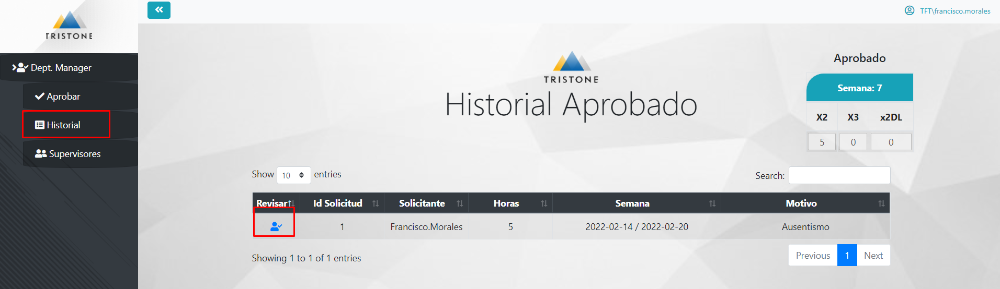 TRISTONE
Dept. Manager
Aprobar
Historial
Supervisores
TFT\francisco.morales
TRISTONE
Historial Aprobado
Aprobado
Semana: 7
X2 X3 x2DL
5 0 0
Show 10 entries
Search:
Revisar Id Solicitud Solicitante Horas Semana Motivo
1 Francisco.Morales 5 2022-02-14 / 2022-02-20 Ausentismo
Showing 1 to 1 of 1 entries
Previous 1 Next